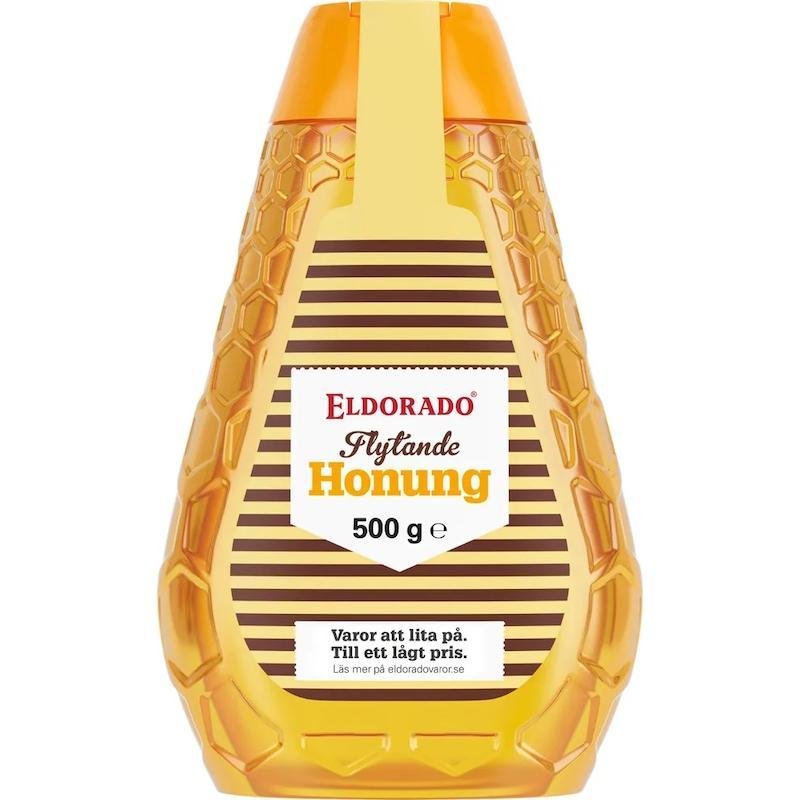 ELDORADO®
Flytande
Honung
500 g ℮
Varor att lita på.
Till ett lågt pris.
Läs mer på eldoradovaror.se